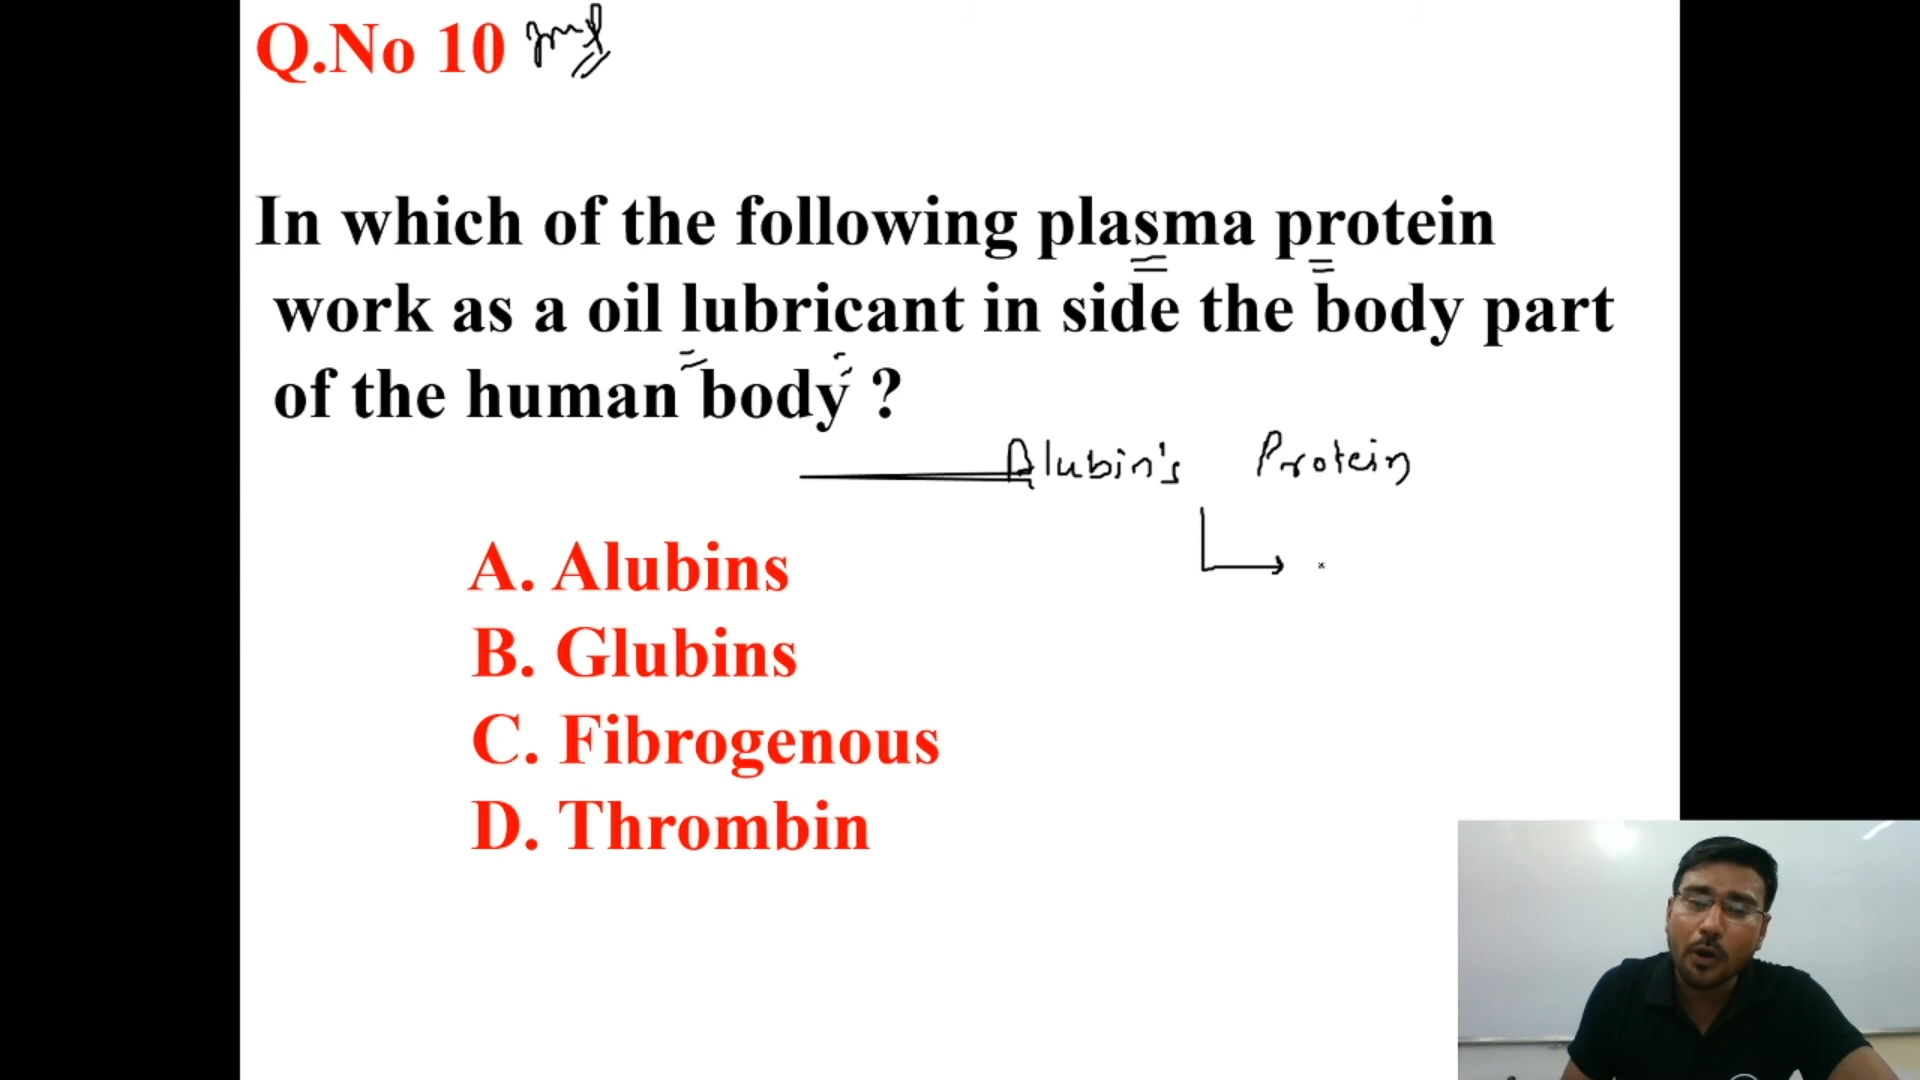 Q.No 10
In which of the following plasma protein
work as a oil lubricant in side the body part
of the human body ?
Alubin's Protein
A. Alubins
B. Glubins
C. Fibrogenous
D. Thrombin